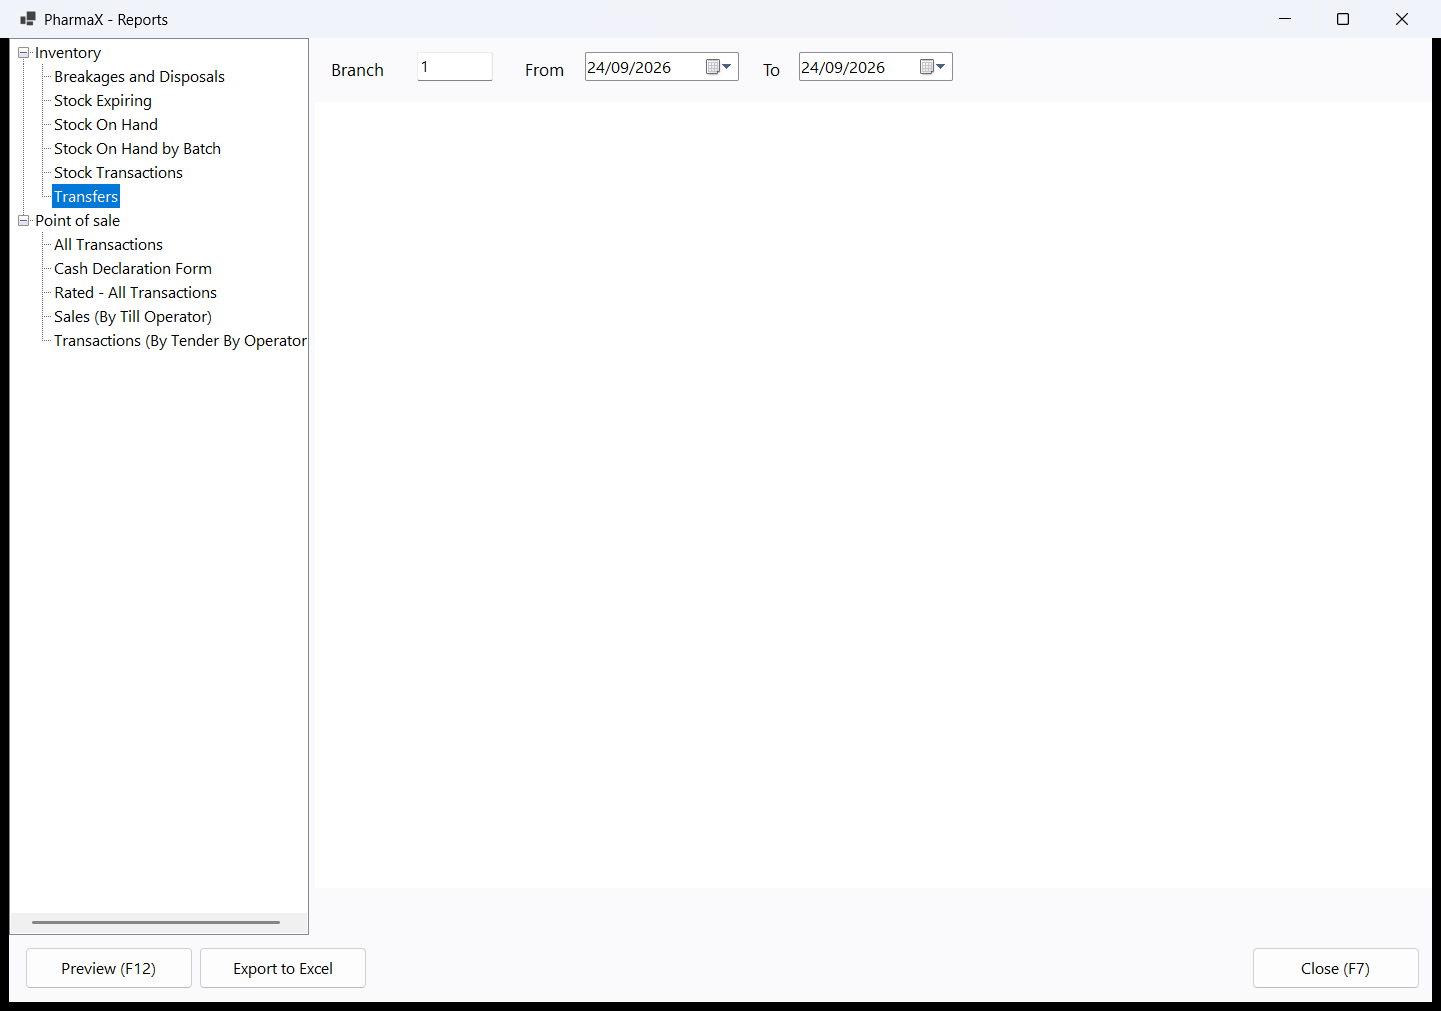 PharmaX - Reports
Inventory
Breakages and Disposals
Stock Expiring
Stock On Hand
Stock On Hand by Batch
Stock Transactions
Transfers
Point of sale
All Transactions
Cash Declaration Form
Rated - All Transactions
Sales (By Till Operator)
Transactions (By Tender By Operator
Branch 1 From 24/09/2026 To 24/09/2026
Preview (F12) Export to Excel Close (F7)